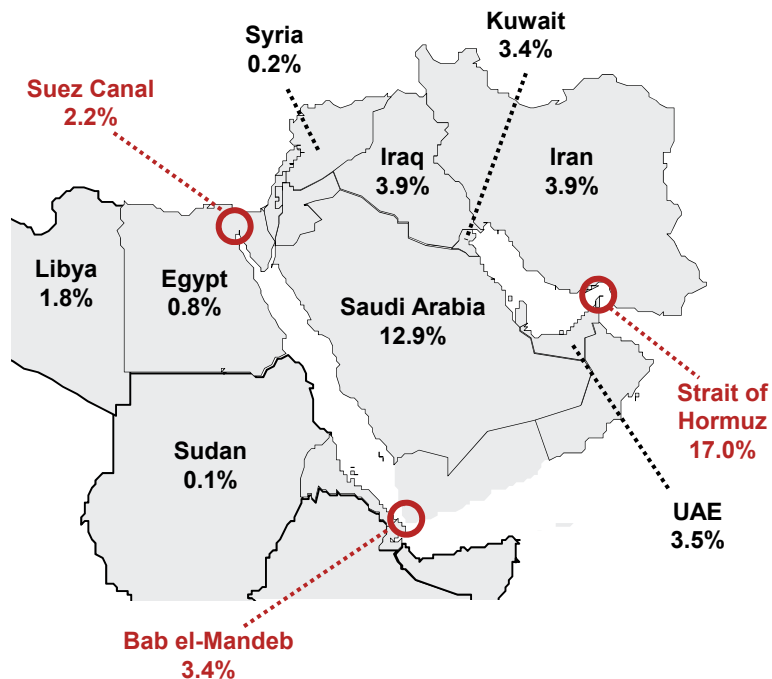 Kuwait
3.4%
Syria
0.2%
Suez Canal
2.2%
Iraq
3.9%
Iran
3.9%
Libya
1.8%
Egypt
0.8%
Saudi Arabia
12.9%
Strait of
Hormuz
17.0%
Sudan
0.1%
UAE
3.5%
Bab el-Mandeb
3.4%